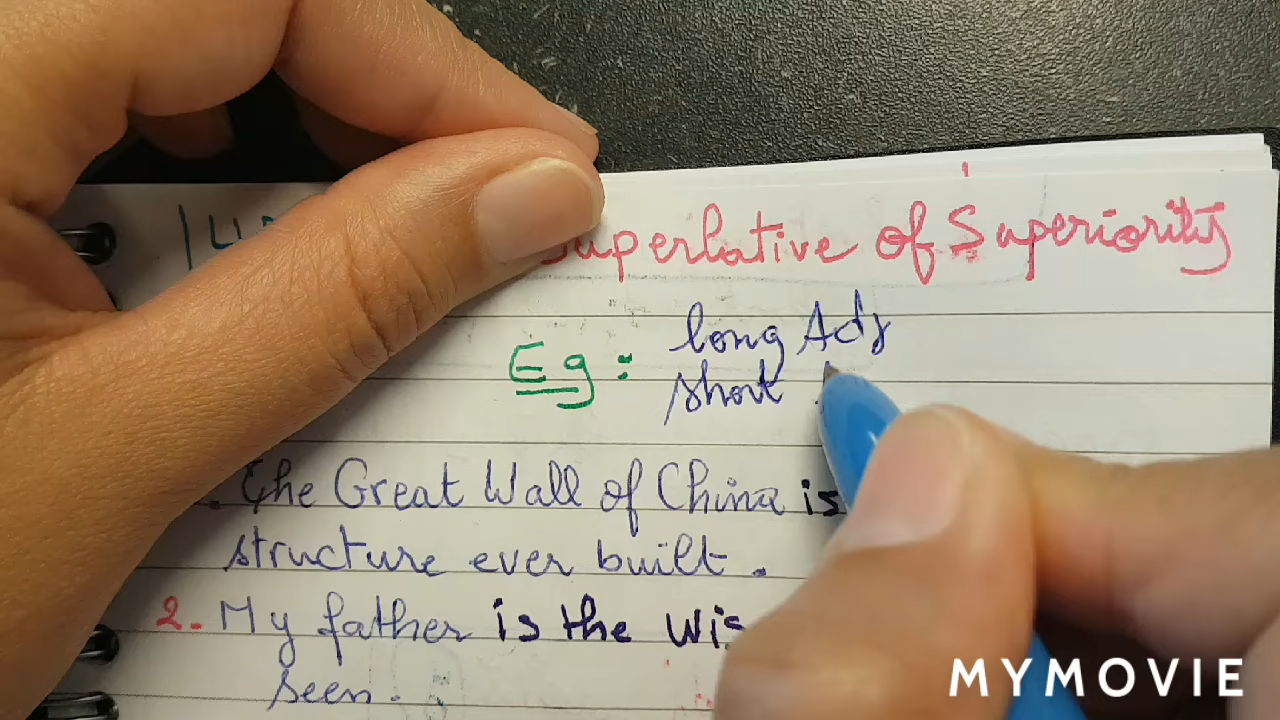 Superlative of Superiority
Eg: long Adj
short
The Great Wall of China is
structure ever built.
2. My father is the
seen.
MYMOVIE